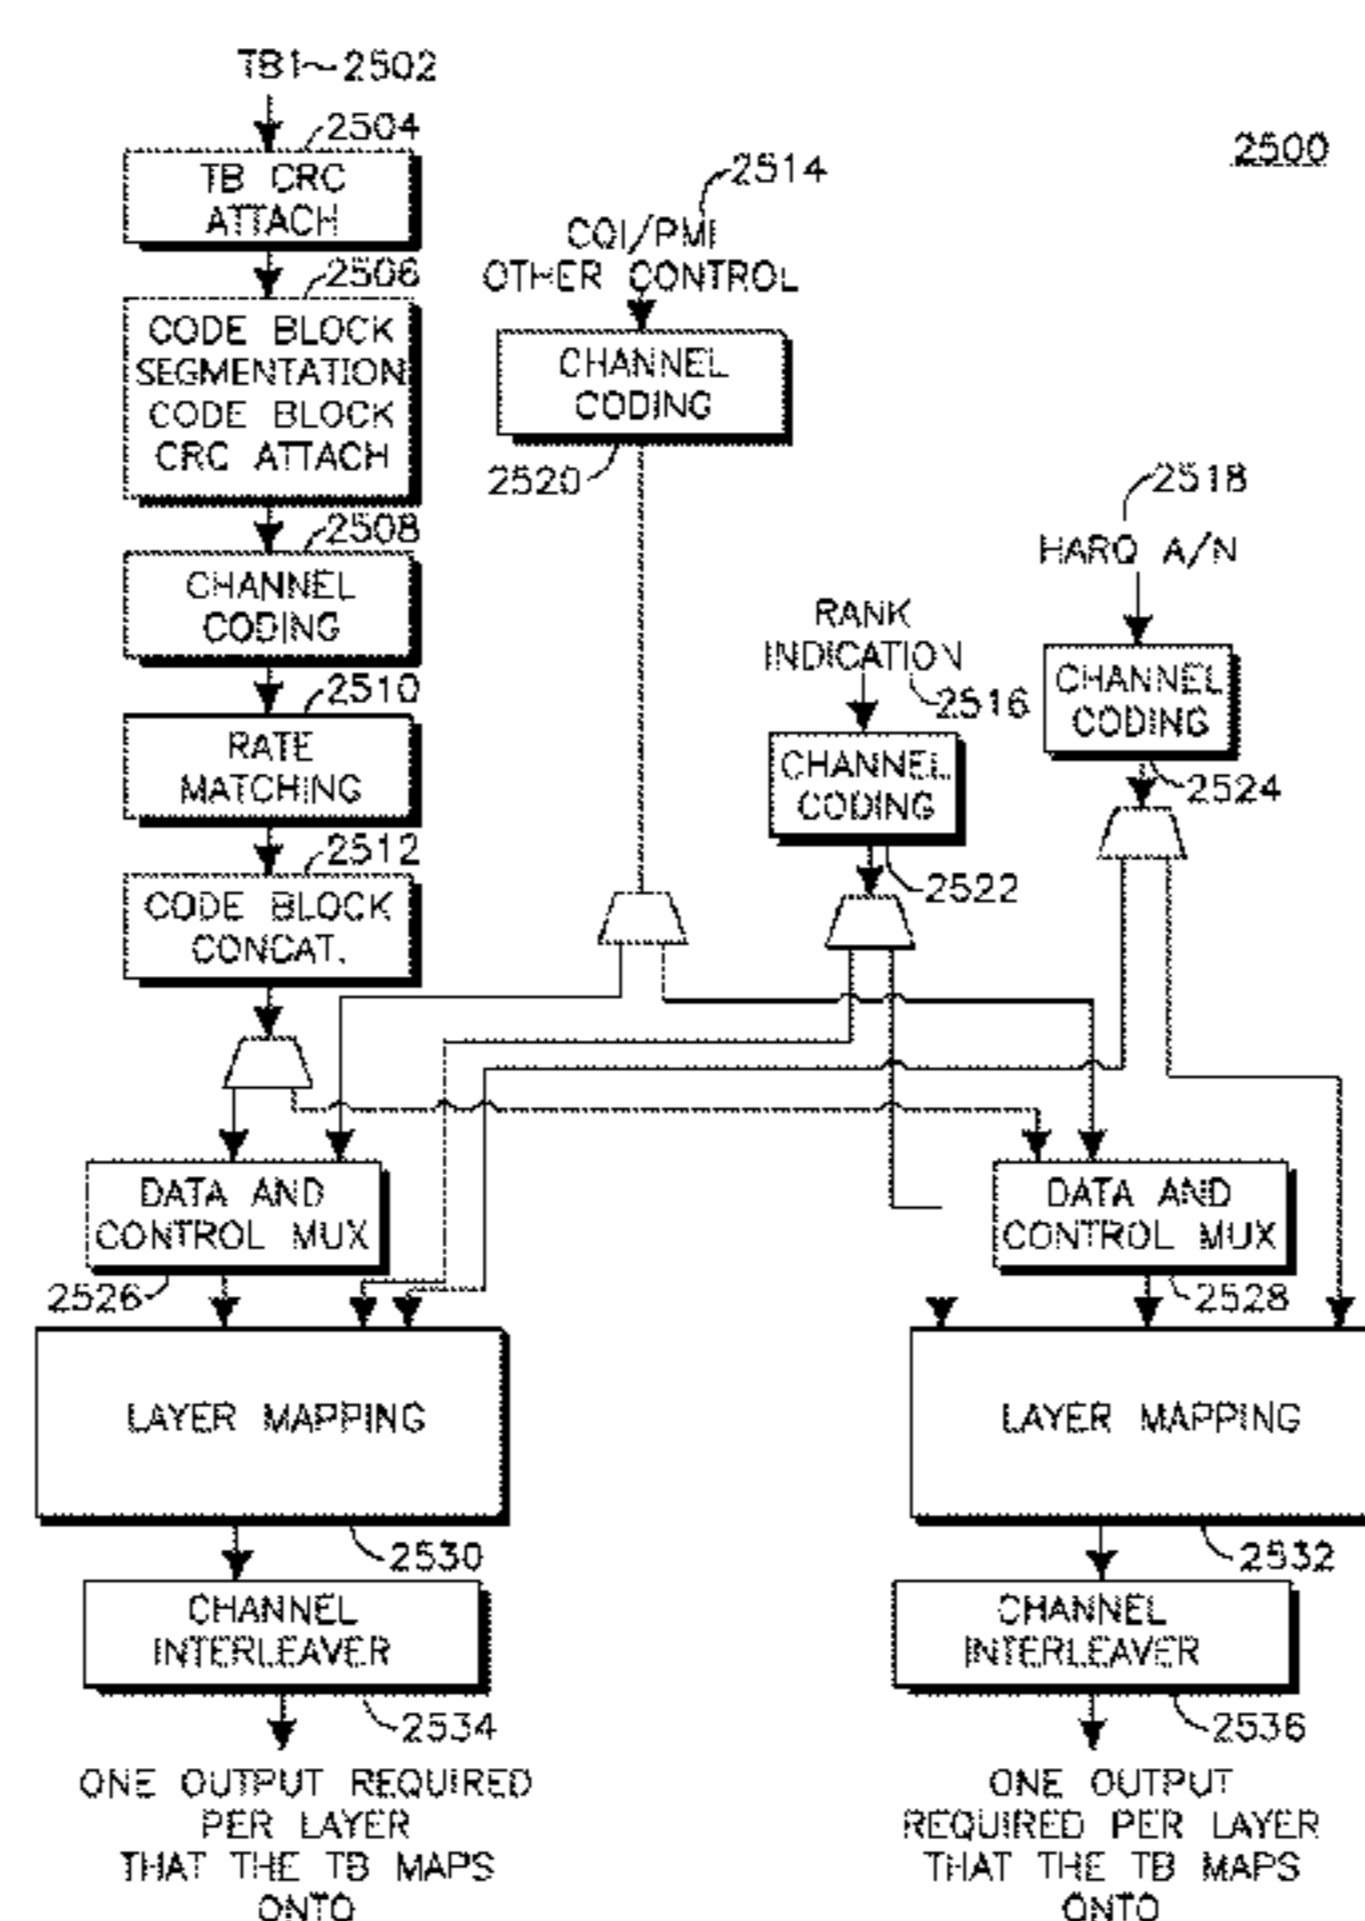 TB1~2502
2504
2500
TB CRC
ATTACH
2514
CQI/PMI
OTHER CONTROL
2506
CODE BLOCK
SEGMENTATION
CODE BLOCK
CRC ATTACH
CHANNEL
CODING
2520
2518
HARQ A/N
2508
CHANNEL
CODING
RANK
INDICATION
2516
CHANNEL
CODING
2524
2510
RATE
MATCHING
CHANNEL
CODING
2522
2512
CODE BLOCK
CONCAT.
DATA AND
CONTROL MUX
2526
DATA AND
CONTROL MUX
2528
LAYER MAPPING
2530
LAYER MAPPING
2532
CHANNEL
INTERLEAVER
2534
CHANNEL
INTERLEAVER
2536
ONE OUTPUT REQUIRED
PER LAYER
THAT THE TB MAPS
ONTO
ONE OUTPUT
REQUIRED PER LAYER
THAT THE TB MAPS
ONTO